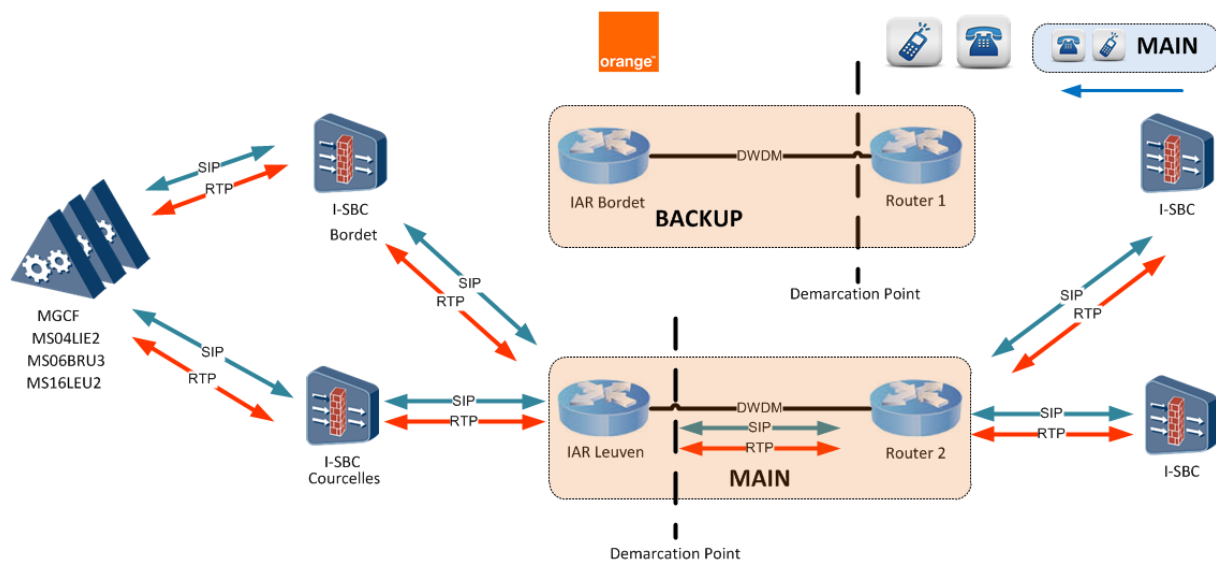 orange™
MAIN
SIP
RTP
I-SBC
Bordet
DWDM
IAR Bordet
Router 1
BACKUP
I-SBC
Demarcation Point
SIP
RTP
SIP
RTP
MGCF
MS04LIE2
MS06BRU3
MS16LEU2
SIP
RTP
I-SBC
Courcelles
SIP
RTP
IAR Leuven
DWDM
SIP
RTP
Router 2
MAIN
SIP
RTP
I-SBC
Demarcation Point